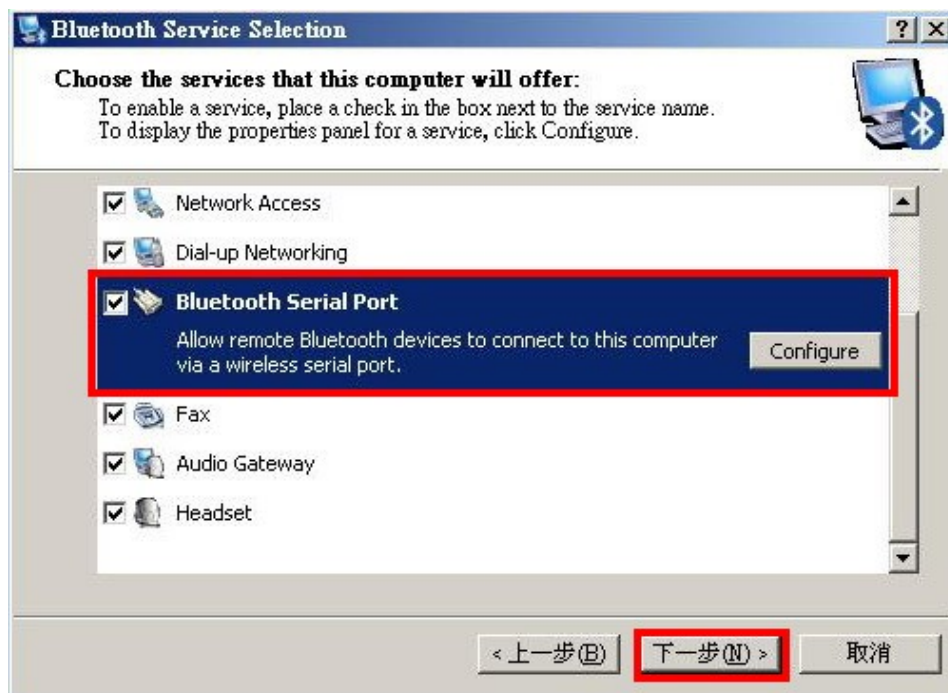 Bluetooth Service Selection
Choose the services that this computer will offer:
To enable a service, place a check in the box next to the service name.
To display the properties panel for a service, click Configure.
Network Access
Dial-up Networking
Bluetooth Serial Port
Allow remote Bluetooth devices to connect to this computer
via a wireless serial port.
Configure
Fax
Audio Gateway
Headset
<上一步(B) 下一步(N)> 取消